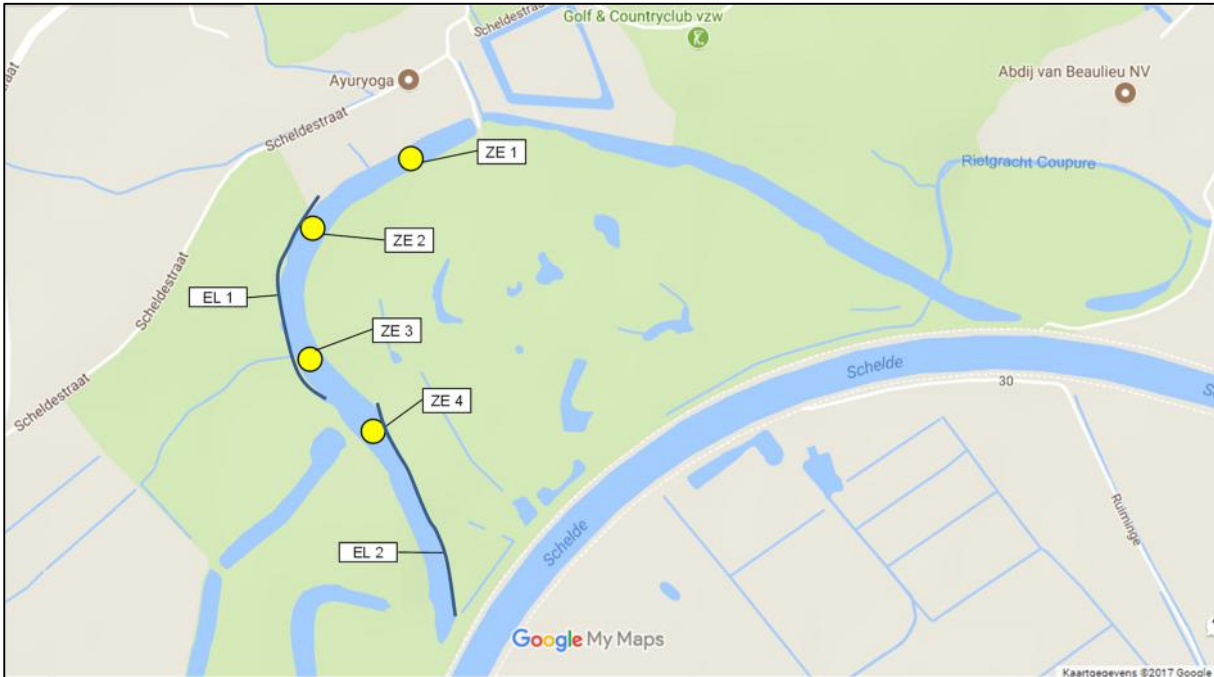 Scheldestraat
Golf & Countryclub vzw
Ayuryoga
Abdij van Beaulieu NV
Scheldestraat
ZE 1
Rietgracht Coupure
ZE 2
Scheldestraat
EL 1
ZE 3
Schelde
30
Scheldestraat
ZE 4
Ruiminge
Schelde
EL 2
Google My Maps
Kaartgegevens ©2017 Google